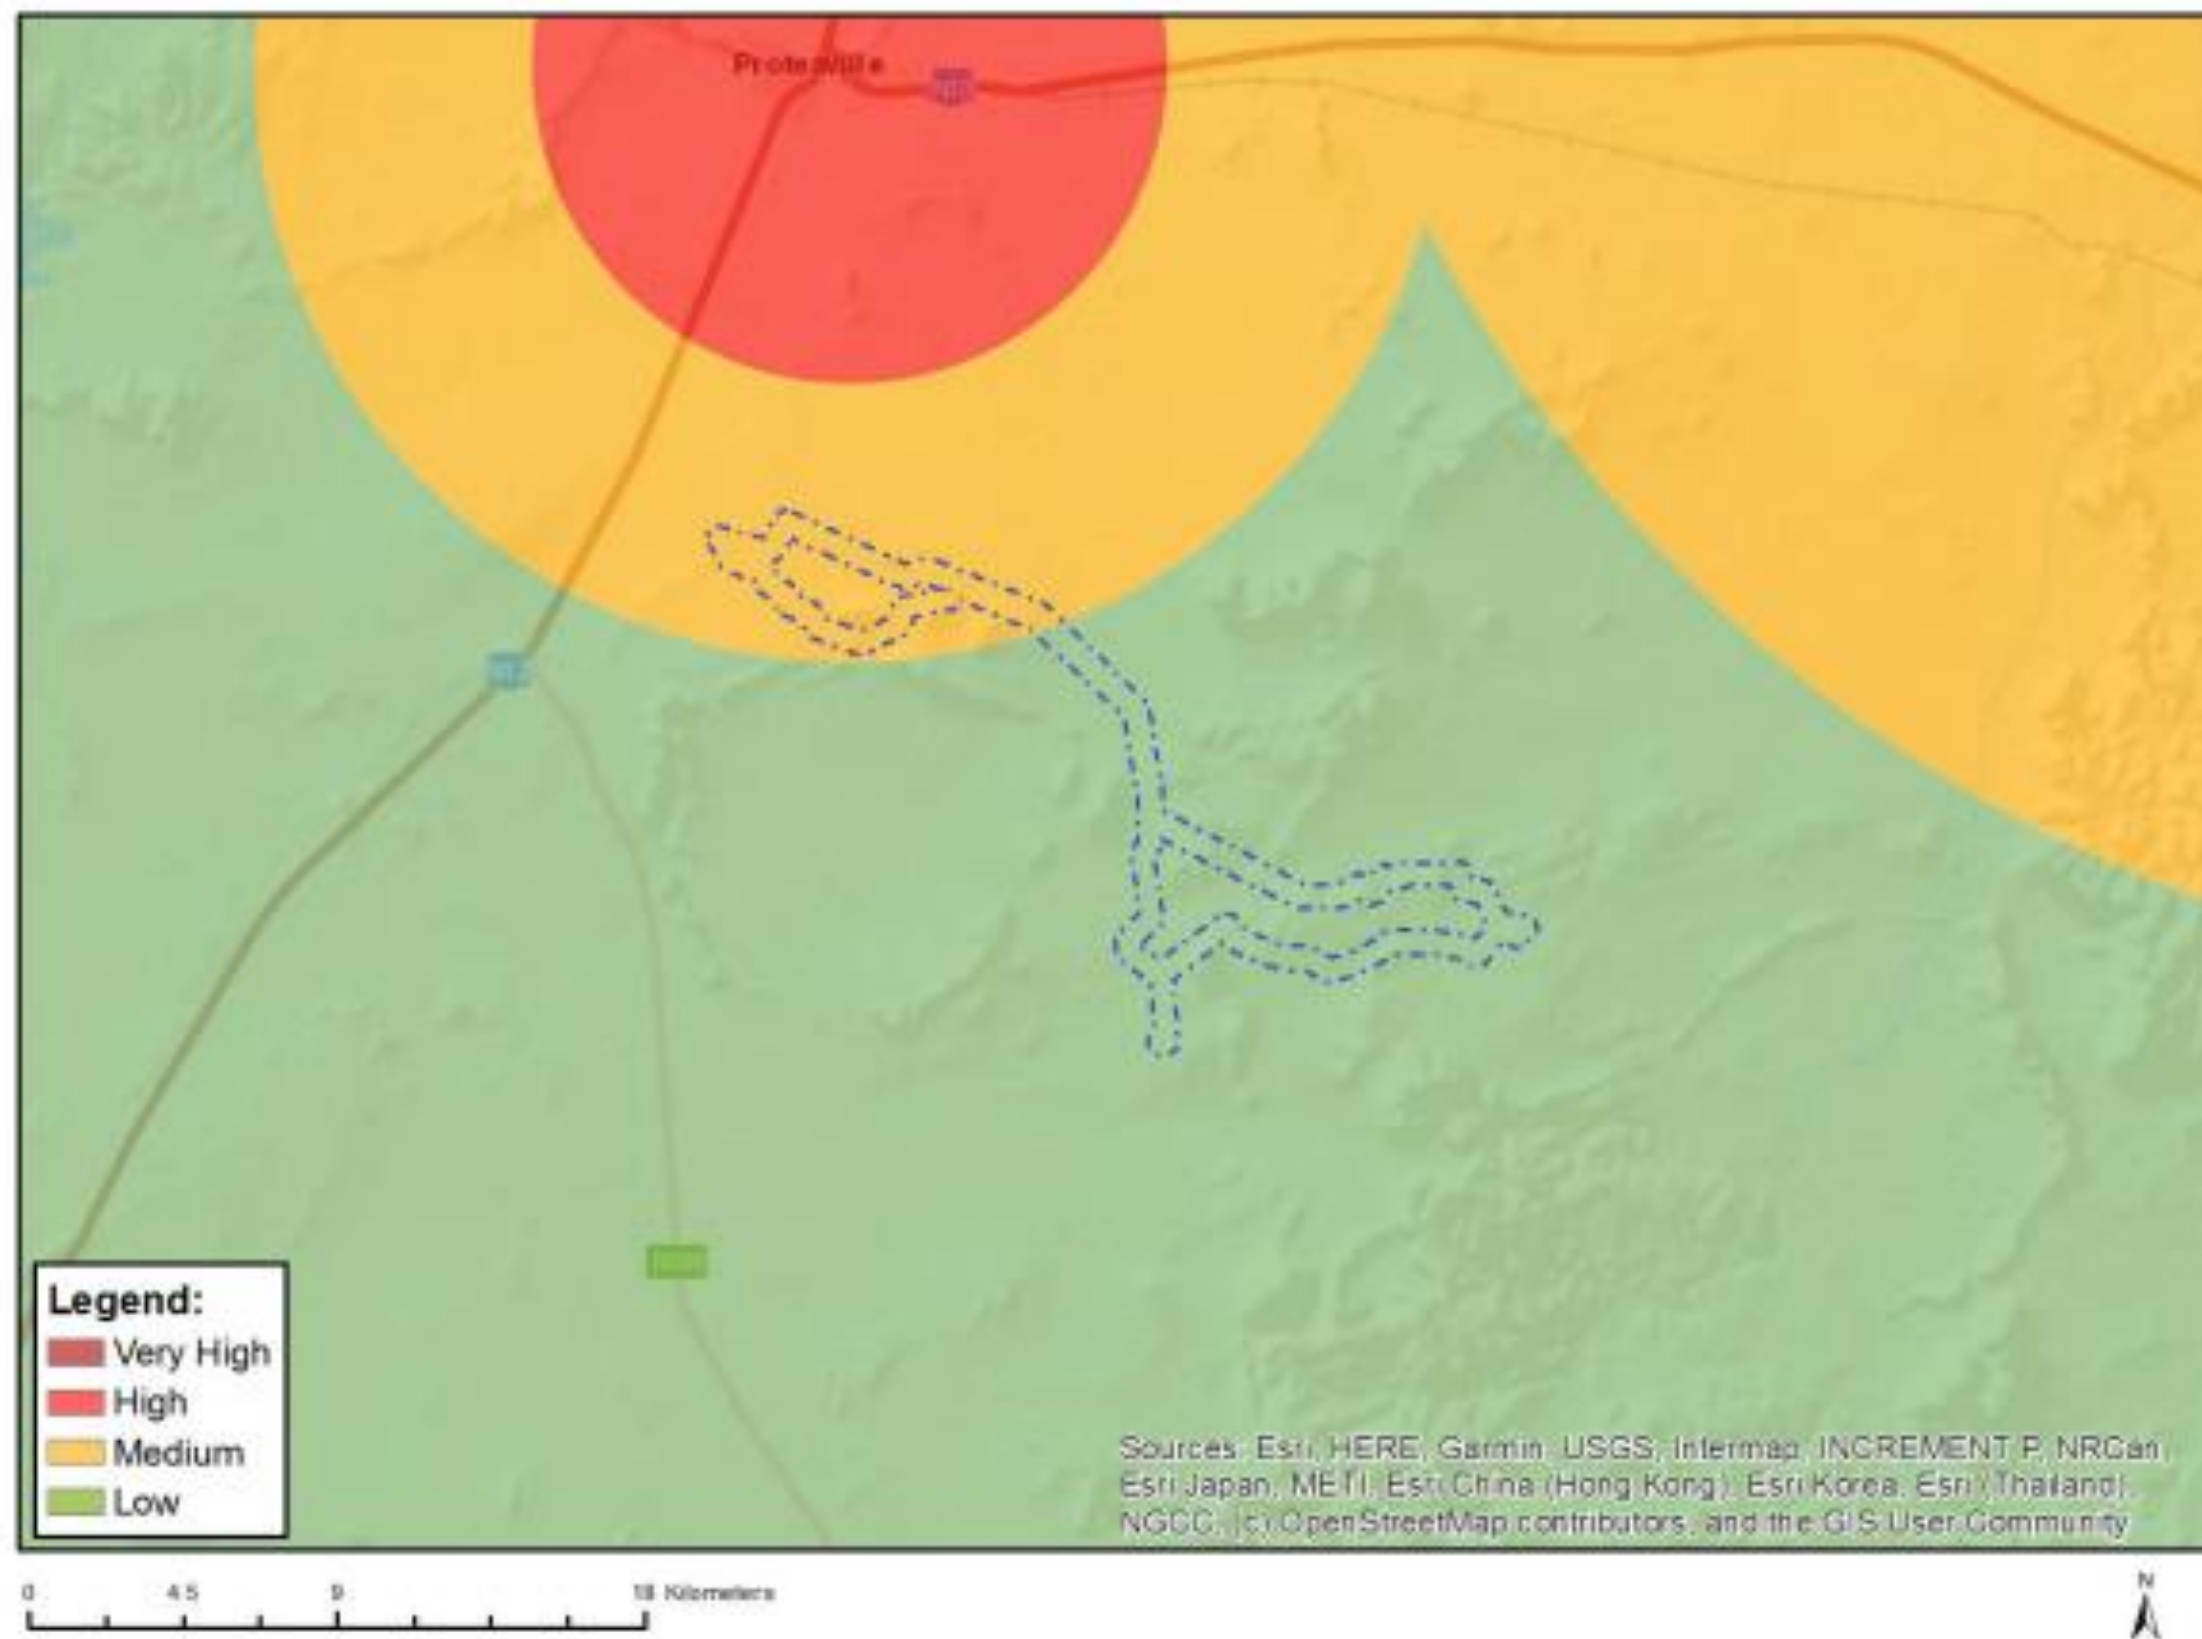 Protemville
Legend:
Very High
High
Medium
Low
Sources: Esri, HERE, Garmin, USGS, Intermap, INCREMENT P, NRCan,
Esri Japan, METI, Esri China (Hong Kong), Esri Korea, Esri (Thailand),
NGCC, (c) OpenStreetMap contributors, and the GIS User Community
0 4.5 9 18 Kilometers
N